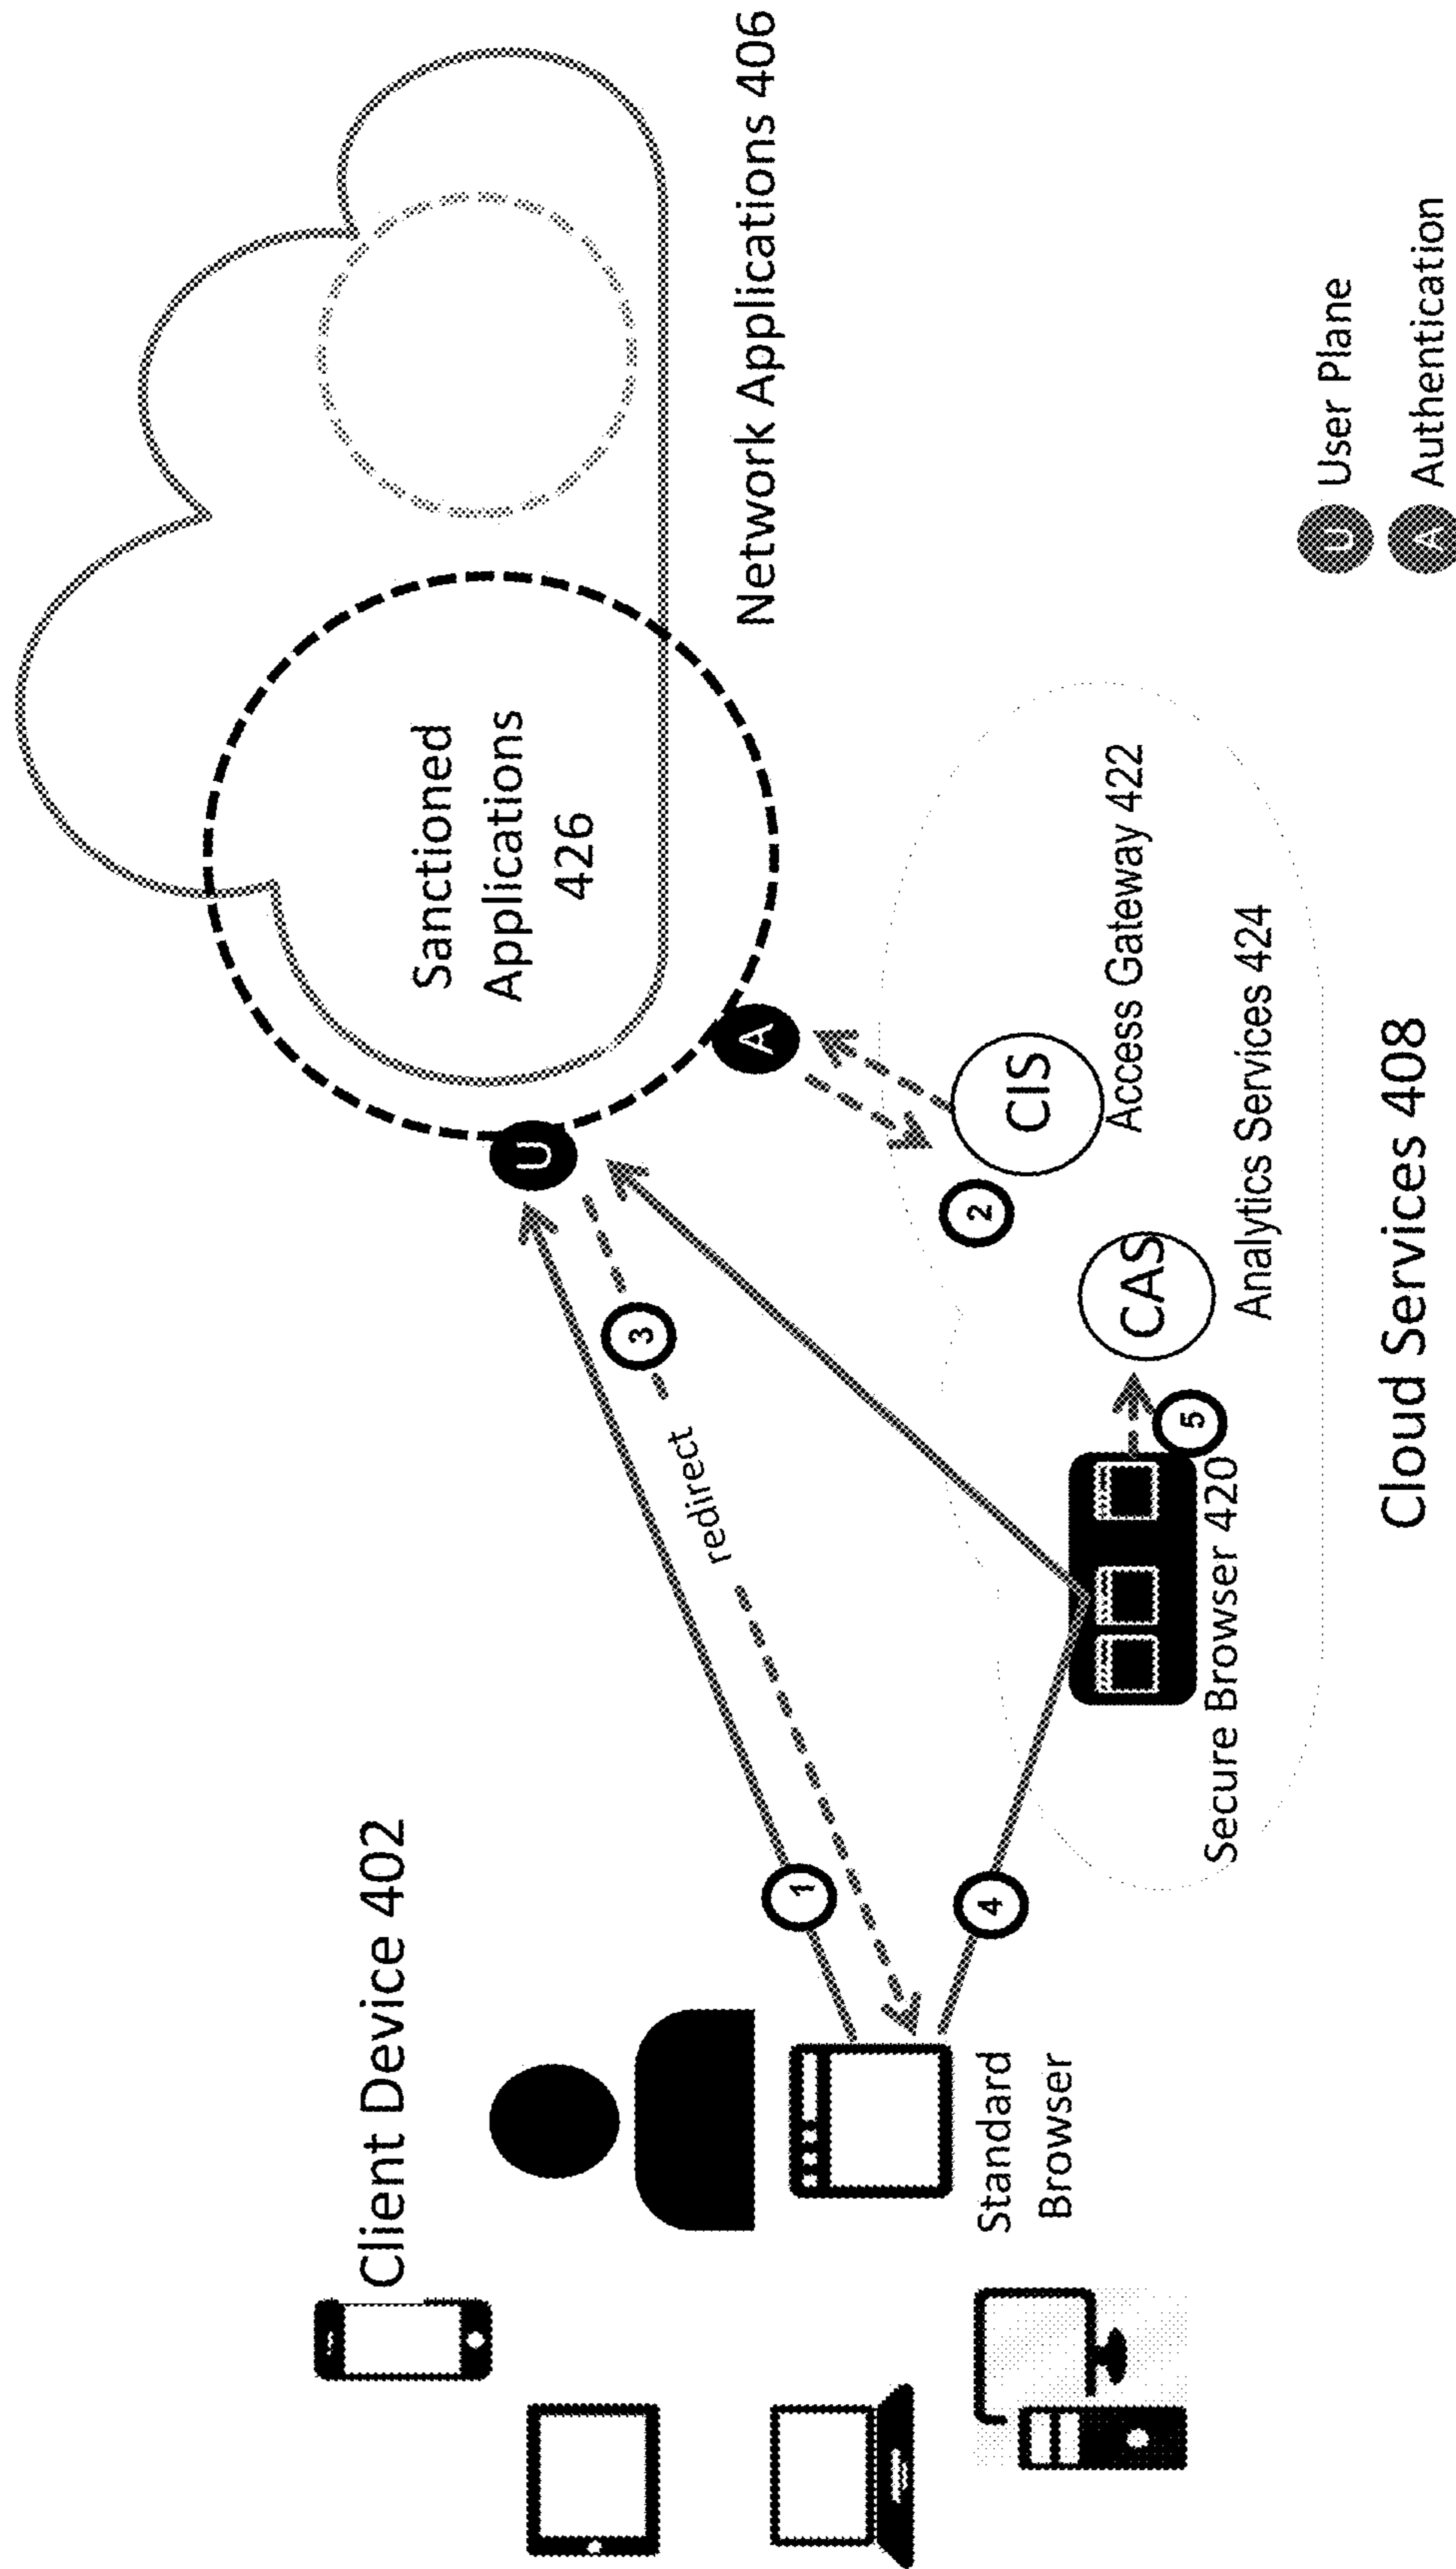 Client Device 402
Standard
Browser
1
redirect
3
4
U
A
Sanctioned
Applications
426
Network Applications 406
2
CIS
Access Gateway 422
CAS
Analytics Services 424
5
Secure Browser 420
Cloud Services 408
U User Plane
A Authentication